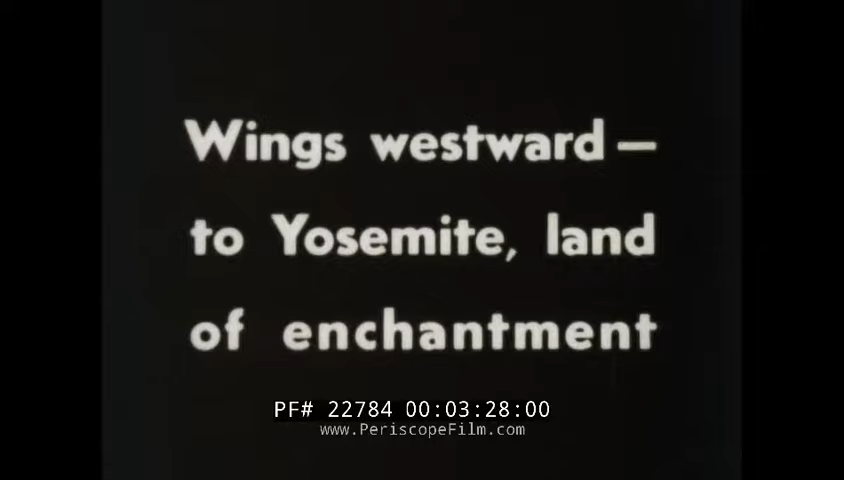 Wings westward—
to Yosemite, land
of enchantment
PF# 22784 00:03:28:00
www.PeriscopeFilm.com